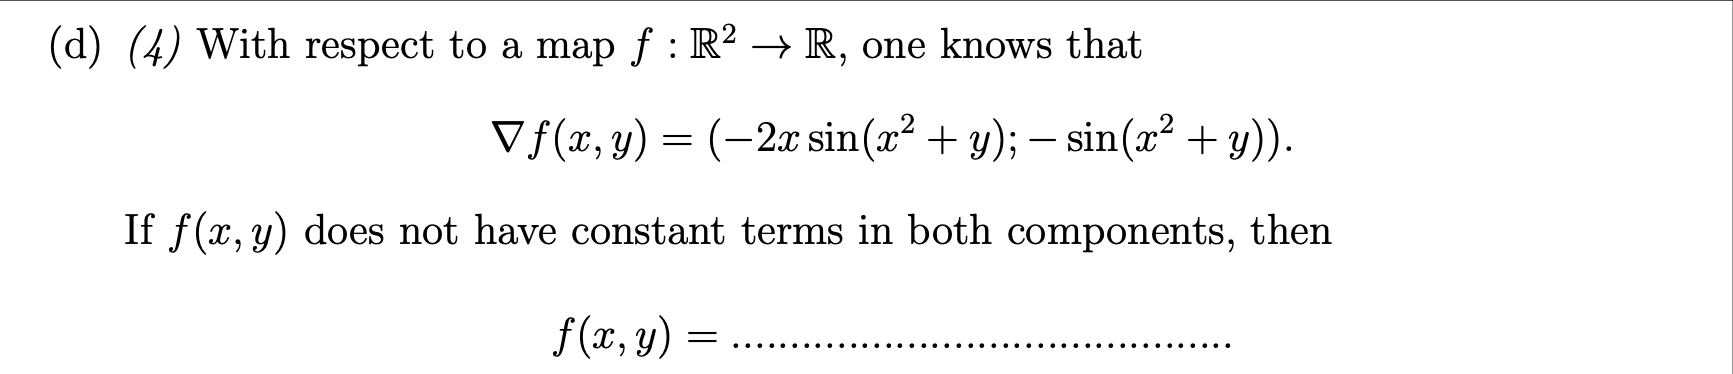 (d) (4) With respect to a map f : ℝ² → ℝ, one knows that
∇f(x, y) = (−2x sin(x² + y); − sin(x² + y)).
If f(x, y) does not have constant terms in both components, then
f(x, y) = ..........................................